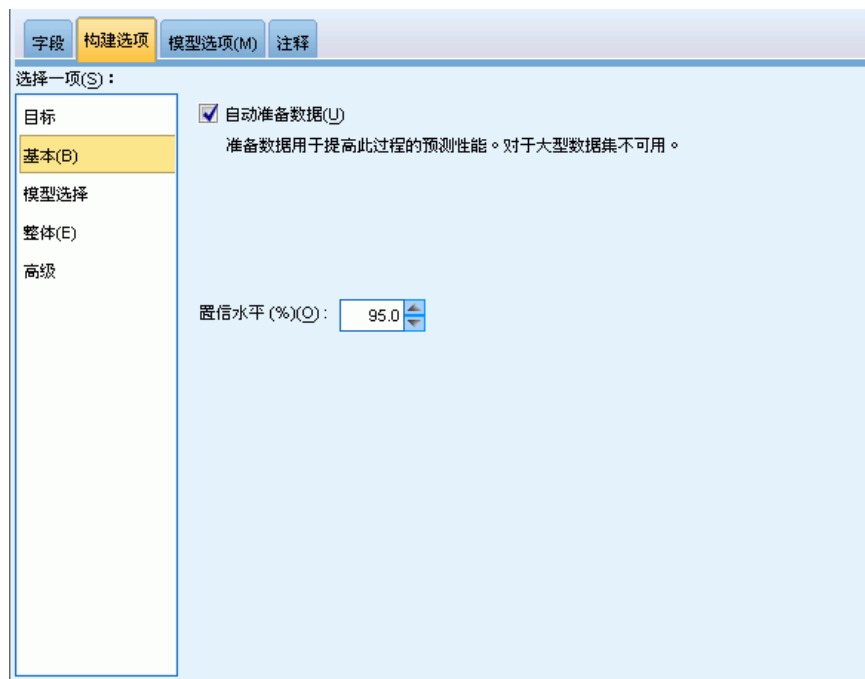 字段 构建选项 模型选项(M) 注释
选择一项(S)：
目标
基本(B)
模型选择
整体(E)
高级
自动准备数据(U)
准备数据用于提高此过程的预测性能。对于大型数据集不可用。
置信水平 (%)(O)： 95.0